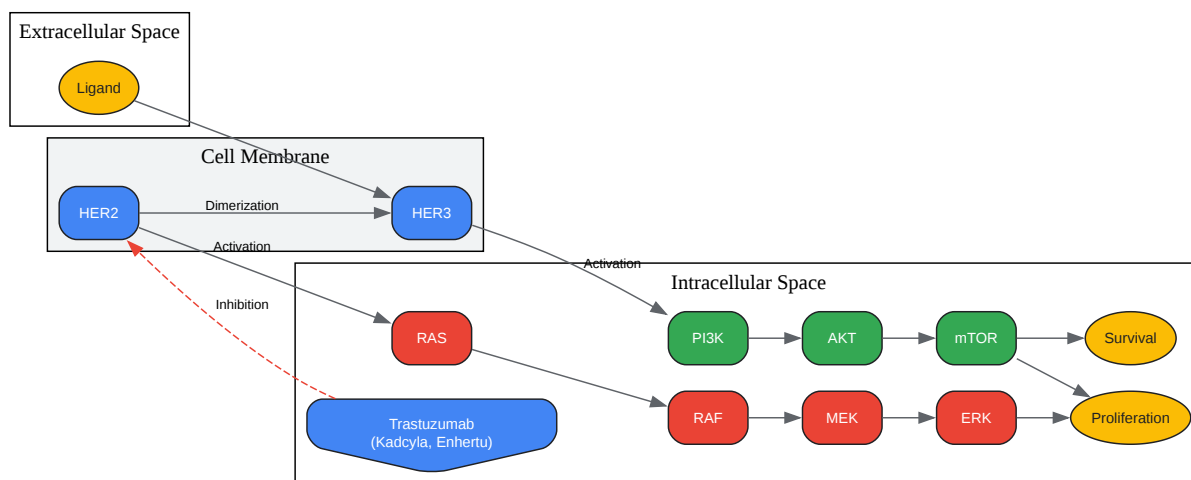 Extracellular Space
Ligand
Cell Membrane
HER2
Dimerization
HER3
Activation
Activation
Inhibition
Intracellular Space
RAS
PI3K
AKT
mTOR
Survival
RAF
MEK
ERK
Proliferation
Trastuzumab
(Kadcyla, Enhertu)